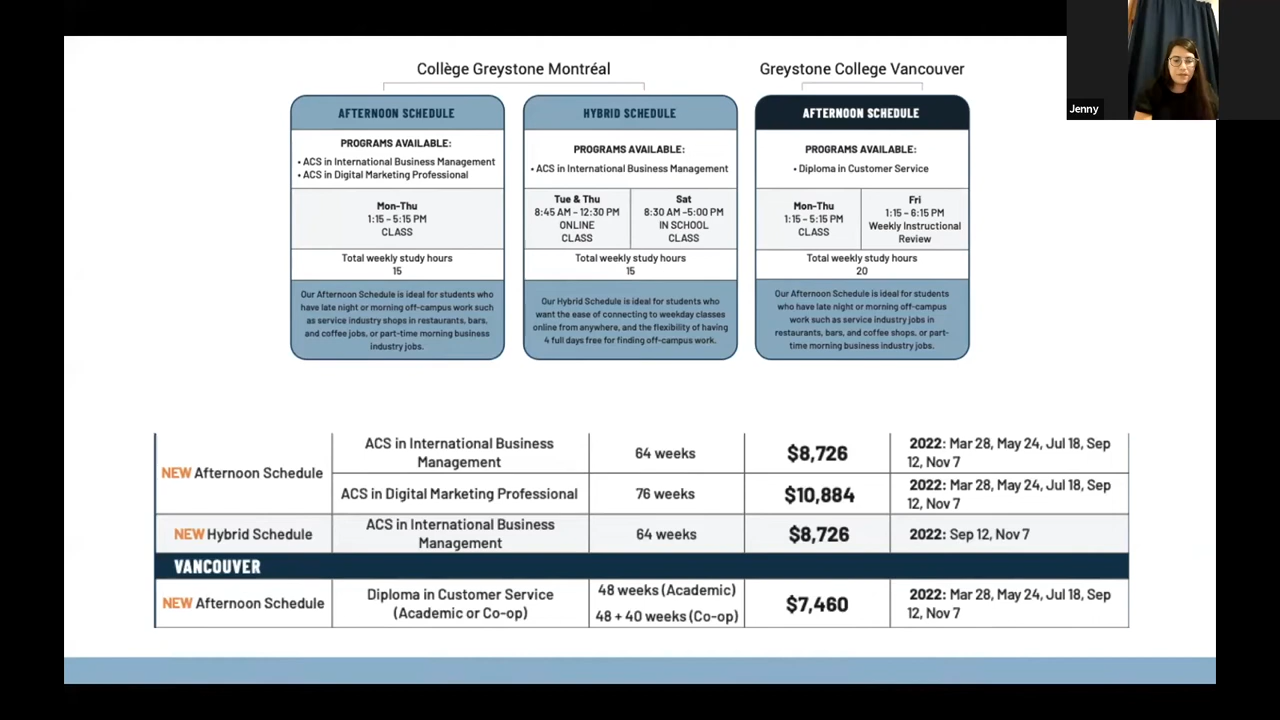 Jenny
Collège Greystone Montréal
Greystone College Vancouver
AFTERNOON SCHEDULE
PROGRAMS AVAILABLE:
• ACS in International Business Management
• ACS in Digital Marketing Professional
Mon-Thu
1:15 – 5:15 PM
CLASS
Total weekly study hours
15
Our Afternoon Schedule is ideal for students who
have late night or morning off-campus work such
as service industry shops in restaurants, bars,
and coffee jobs, or part-time morning business
industry jobs.
HYBRID SCHEDULE
PROGRAMS AVAILABLE:
• ACS in International Business Management
Tue & Thu
8:45 AM – 12:30 PM
ONLINE
CLASS
Sat
8:30 AM –5:00 PM
IN SCHOOL
CLASS
Total weekly study hours
15
Our Hybrid Schedule is ideal for students who
want the ease of connecting to weekday classes
online from anywhere, and the flexibility of having
4 full days free for finding off-campus work.
AFTERNOON SCHEDULE
PROGRAMS AVAILABLE:
• Diploma in Customer Service
Mon-Thu
1:15 – 5:15 PM
CLASS
Fri
1:15 – 6:15 PM
Weekly Instructional
Review
Total weekly study hours
20
Our Afternoon Schedule is ideal for students
who have late night or morning off-campus
work such as service industry jobs in
restaurants, bars, and coffee shops, or part-
time morning business industry jobs.
NEW Afternoon Schedule
ACS in International Business
Management
64 weeks
$8,726
2022: Mar 28, May 24, Jul 18, Sep
12, Nov 7
ACS in Digital Marketing Professional
76 weeks
$10,884
2022: Mar 28, May 24, Jul 18, Sep
12, Nov 7
NEW Hybrid Schedule
ACS in International Business
Management
64 weeks
$8,726
2022: Sep 12, Nov 7
VANCOUVER
NEW Afternoon Schedule
Diploma in Customer Service
(Academic or Co-op)
48 weeks (Academic)
48 + 40 weeks (Co-op)
$7,460
2022: Mar 28, May 24, Jul 18, Sep
12, Nov 7